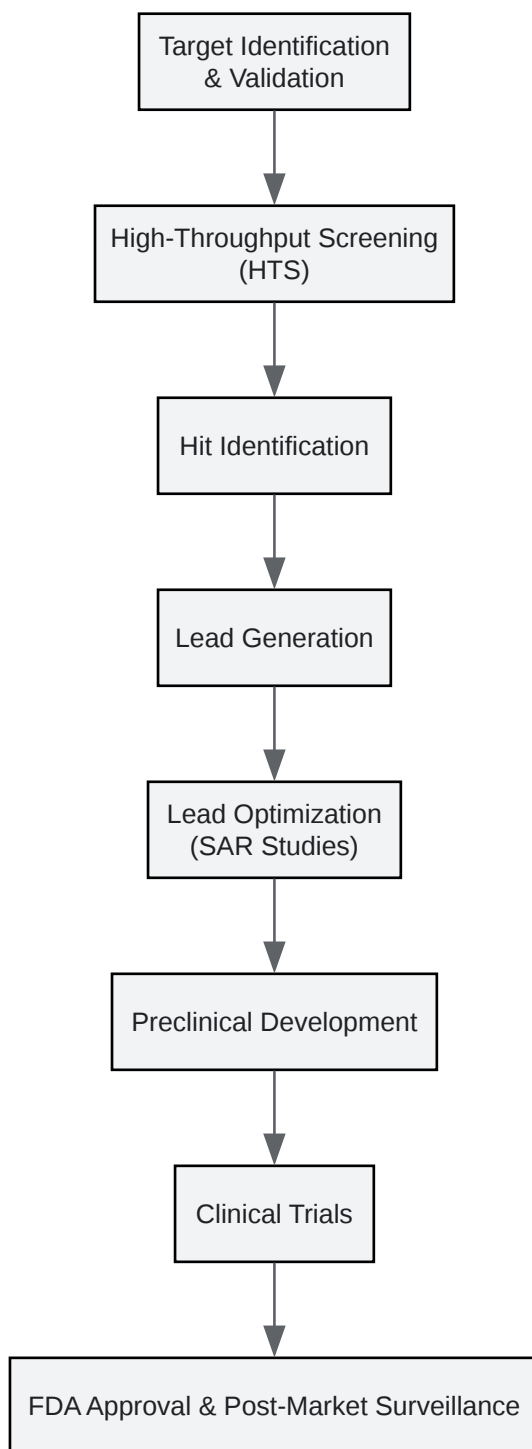 Target Identification
& Validation
High-Throughput Screening
(HTS)
Hit Identification
Lead Generation
Lead Optimization
(SAR Studies)
Preclinical Development
Clinical Trials
FDA Approval & Post-Market Surveillance